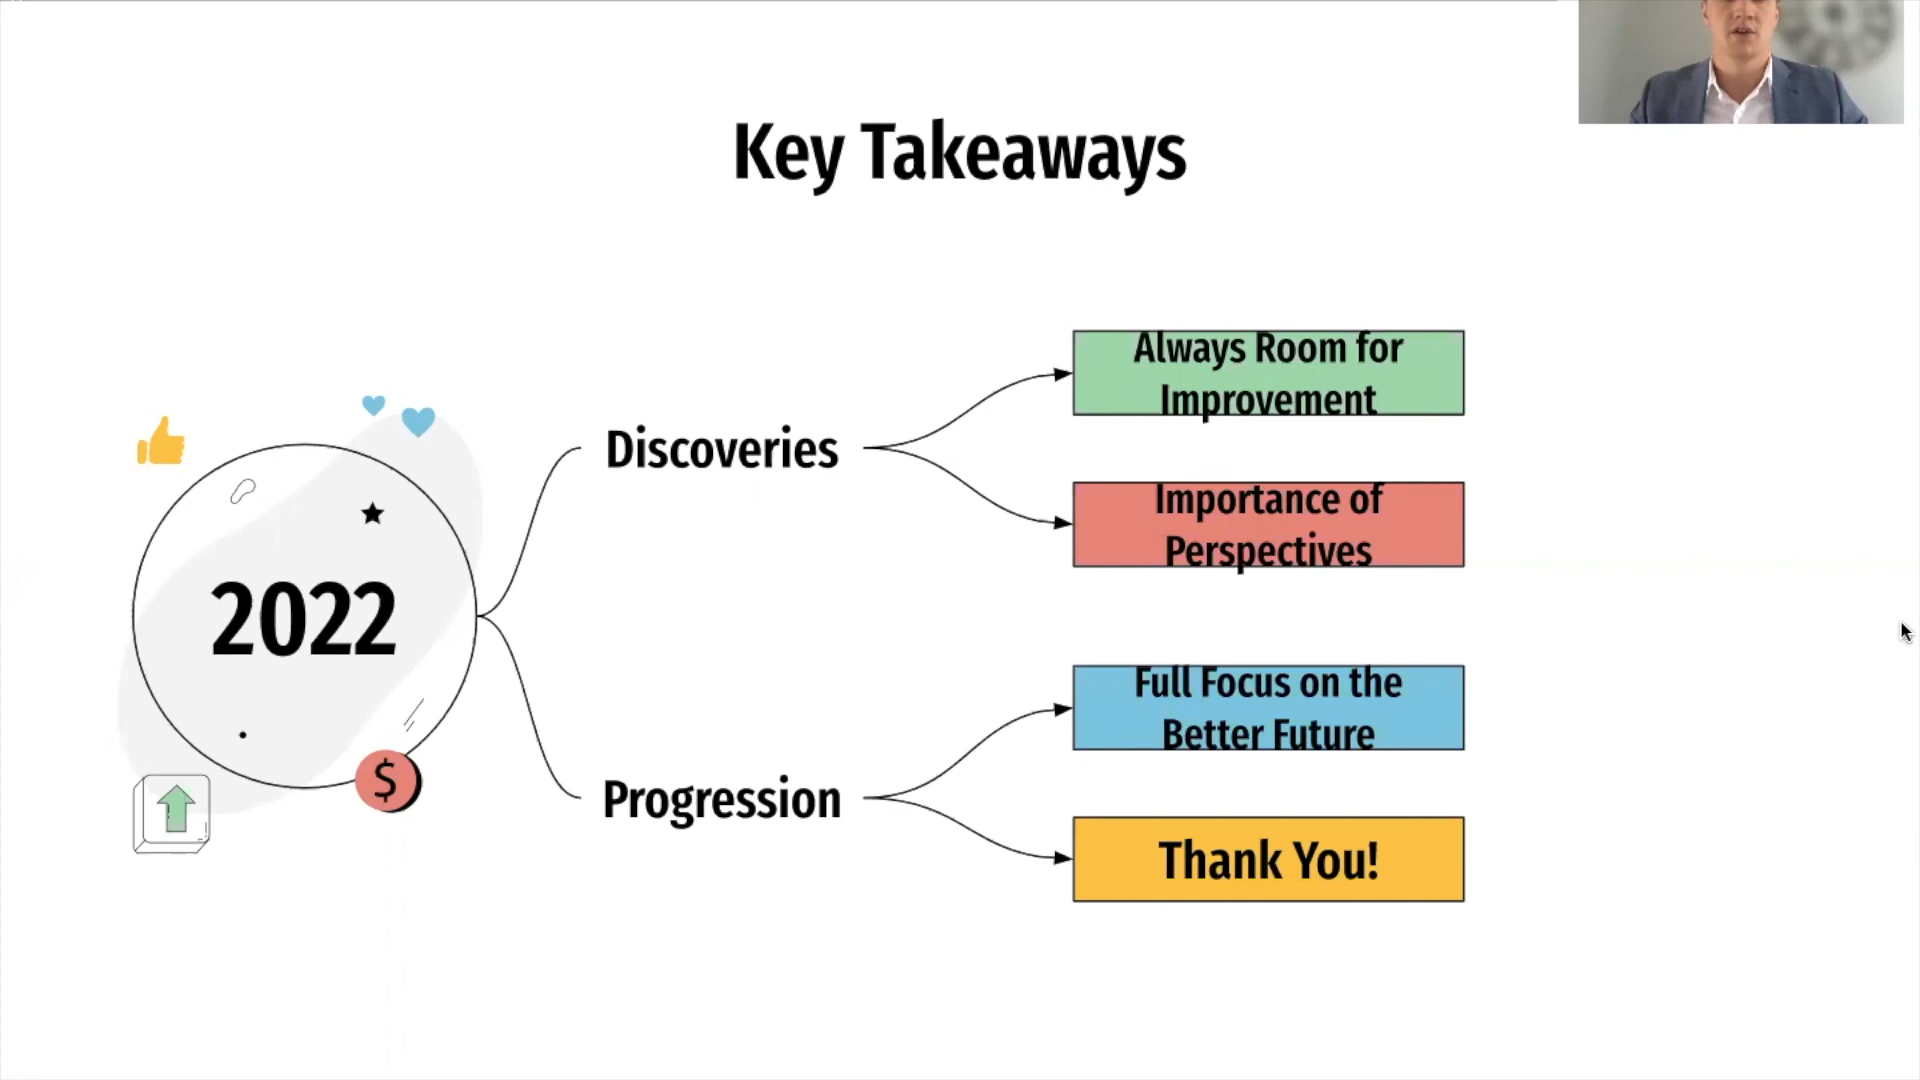 Key Takeaways
2022
Discoveries
Always Room for
Improvement
Importance of
Perspectives
Progression
Full Focus on the
Better Future
Thank You!
$